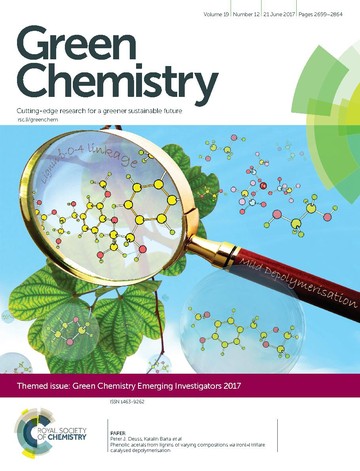 Volume 19 | Number 12 | 21 June 2017 | Pages 2699–2864
Green
Chemistry
Cutting-edge research for a greener sustainable future
rsc.li/greenchem
β-O-4 linkage
Mild Depolymerisation
Themed issue: Green Chemistry Emerging Investigators 2017
ISSN 1463-9262
ROYAL SOCIETY
OF CHEMISTRY
PAPER
Peter J. Deuss, Katalin Barta et al.
Phenolic acetals from lignins of varying compositions via iron(III) triflate
catalysed depolymerisation